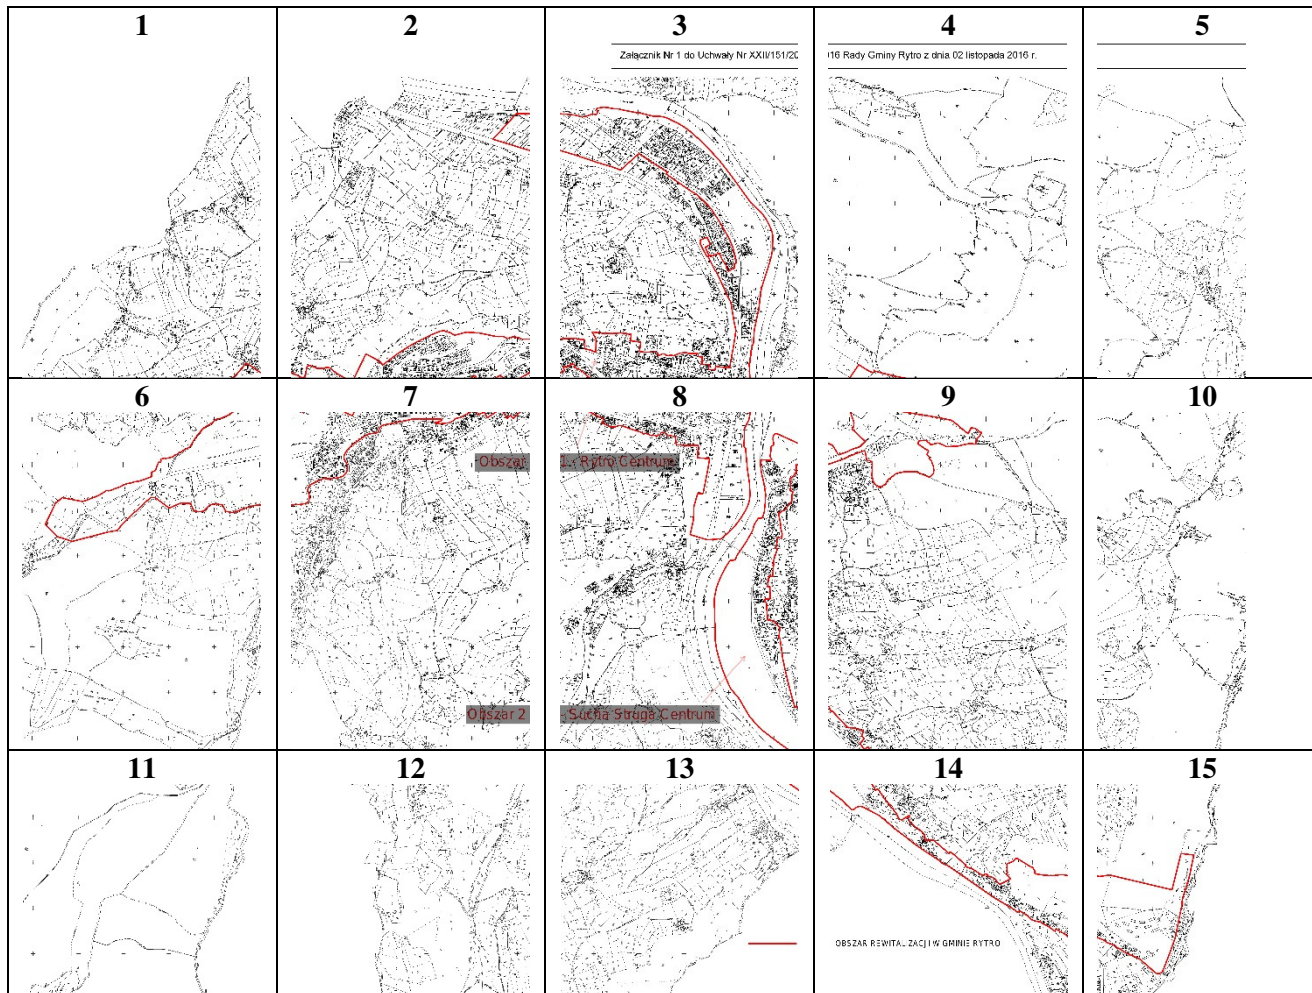 1 2 3 4 5
Załącznik Nr 1 do Uchwały Nr XXII/151/20 16 Rady Gminy Rytro z dnia 02 listopada 2016 r.
6 7 8 9 10
Obszar 1 - Rytro Centrum
Obszar 2 - Sucha Struga Centrum
11 12 13 14 15
OBSZAR REWITALIZACJI W GMINIE RYTRO